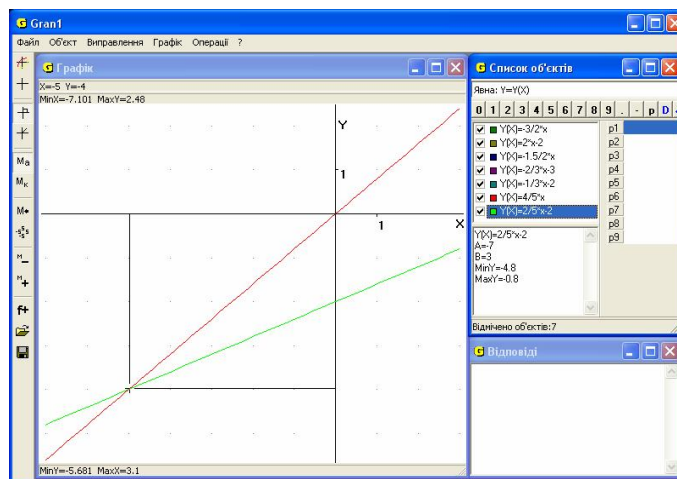 Gran1
Файл Об'єкт Виправлення Графік Операції ?
Графік
X=-5 Y=-4
MinX=-7.101 MaxY=2.48
Y
1
1
X
MinY=-5.681 MaxX=3.1
Ma
Mк
M*
M
M+
f+
Список об'єктів
Явна: Y=Y(X)
0 1 2 3 4 5 6 7 8 9 . - p D
Y(X)=-3/2*x
Y(X)=2*x-2
Y(X)=-1.5/2*x
Y(X)=-2/3*x-3
Y(X)=-1/3*x-2
Y(X)=4/5*x
Y(X)=2/5*x-2
p1
p2
p3
p4
p5
p6
p7
p8
p9
Y(X)=2/5*x-2
A=-7
B=3
MinY=-4.8
MaxY=-0.8
Відмічено об'єктів:7
Відповіді